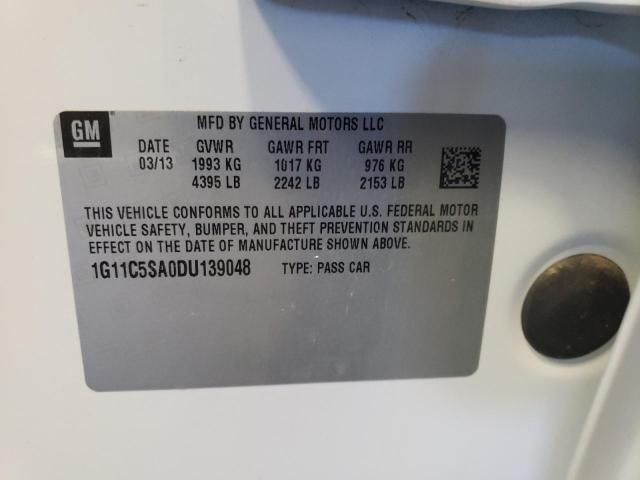 GM
MFD BY GENERAL MOTORS LLC
DATE GVWR GAWR FRT GAWR RR
03/13 1993 KG 1017 KG 976 KG
4395 LB 2242 LB 2153 LB
THIS VEHICLE CONFORMS TO ALL APPLICABLE U.S. FEDERAL MOTOR
VEHICLE SAFETY, BUMPER, AND THEFT PREVENTION STANDARDS IN
EFFECT ON THE DATE OF MANUFACTURE SHOWN ABOVE.
1G11C5SA0DU139048 TYPE: PASS CAR